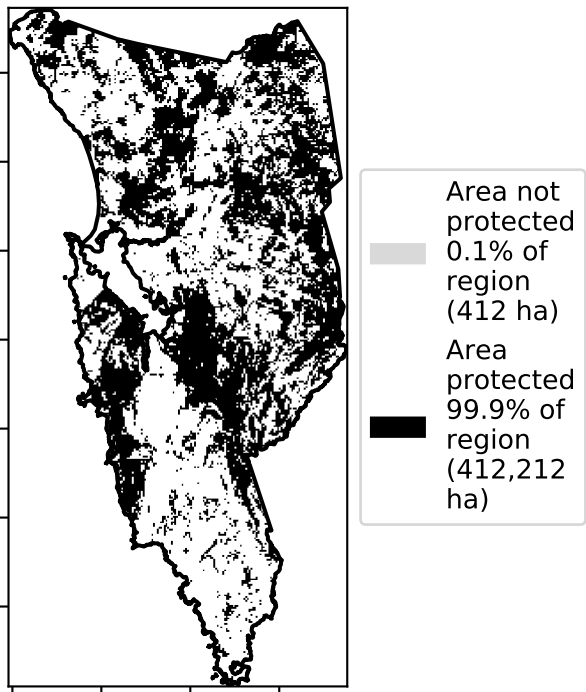 Area not
protected
0.1% of
region
(412 ha)
Area
protected
99.9% of
region
(412,212
ha)